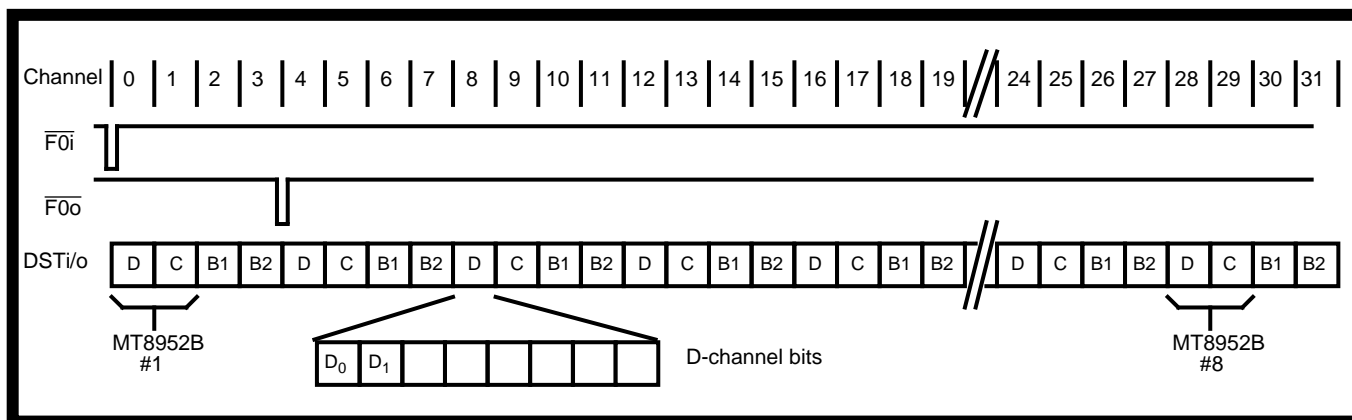 Channel 0 1 2 3 4 5 6 7 8 9 10 11 12 13 14 15 16 17 18 19 24 25 26 27 28 29 30 31
F0i
F0o
DSTi/o D C B1 B2 D C B1 B2 D C B1 B2 D C B1 B2 D C B1 B2 D C B1 B2 D C B1 B2
MT8952B
#1
D0 D1
D-channel bits
MT8952B
#8